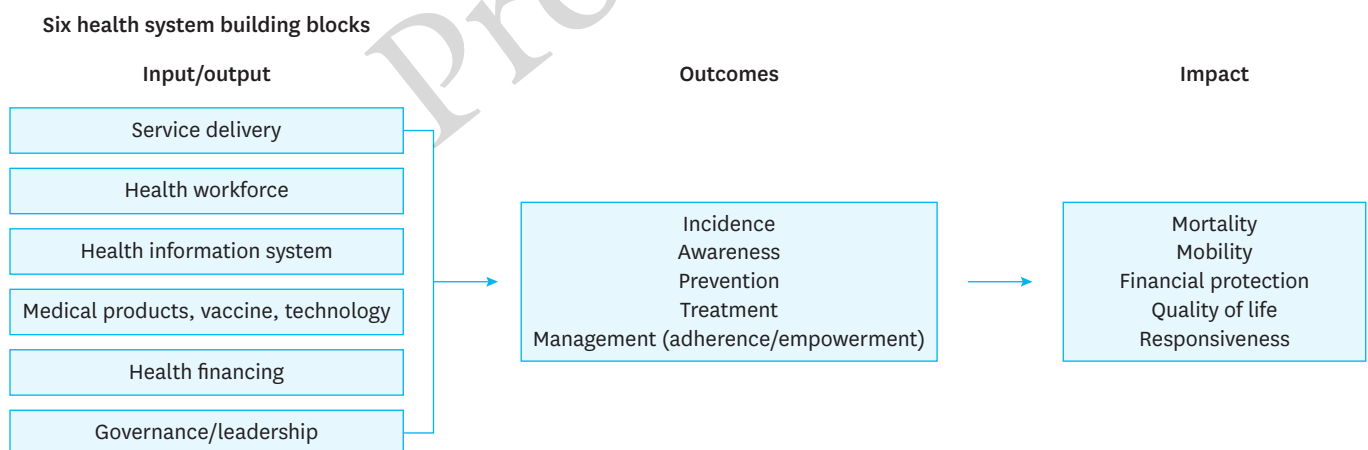 Six health system building blocks
Input/output
Outcomes
Impact
Service delivery
Health workforce
Health information system
Medical products, vaccine, technology
Health financing
Governance/leadership
Incidence
Awareness
Prevention
Treatment
Management (adherence/empowerment)
Mortality
Mobility
Financial protection
Quality of life
Responsiveness